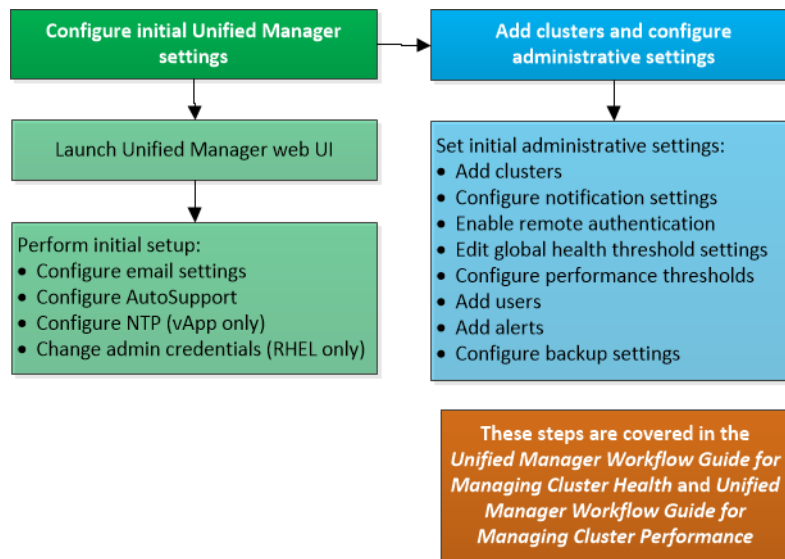 Configure initial Unified Manager
settings
Add clusters and configure
administrative settings
Launch Unified Manager web UI
Perform initial setup:
• Configure email settings
• Configure AutoSupport
• Configure NTP (vApp only)
• Change admin credentials (RHEL only)
Set initial administrative settings:
• Add clusters
• Configure notification settings
• Enable remote authentication
• Edit global health threshold settings
• Configure performance thresholds
• Add users
• Add alerts
• Configure backup settings
These steps are covered in the
Unified Manager Workflow Guide for
Managing Cluster Health and Unified
Manager Workflow Guide for
Managing Cluster Performance